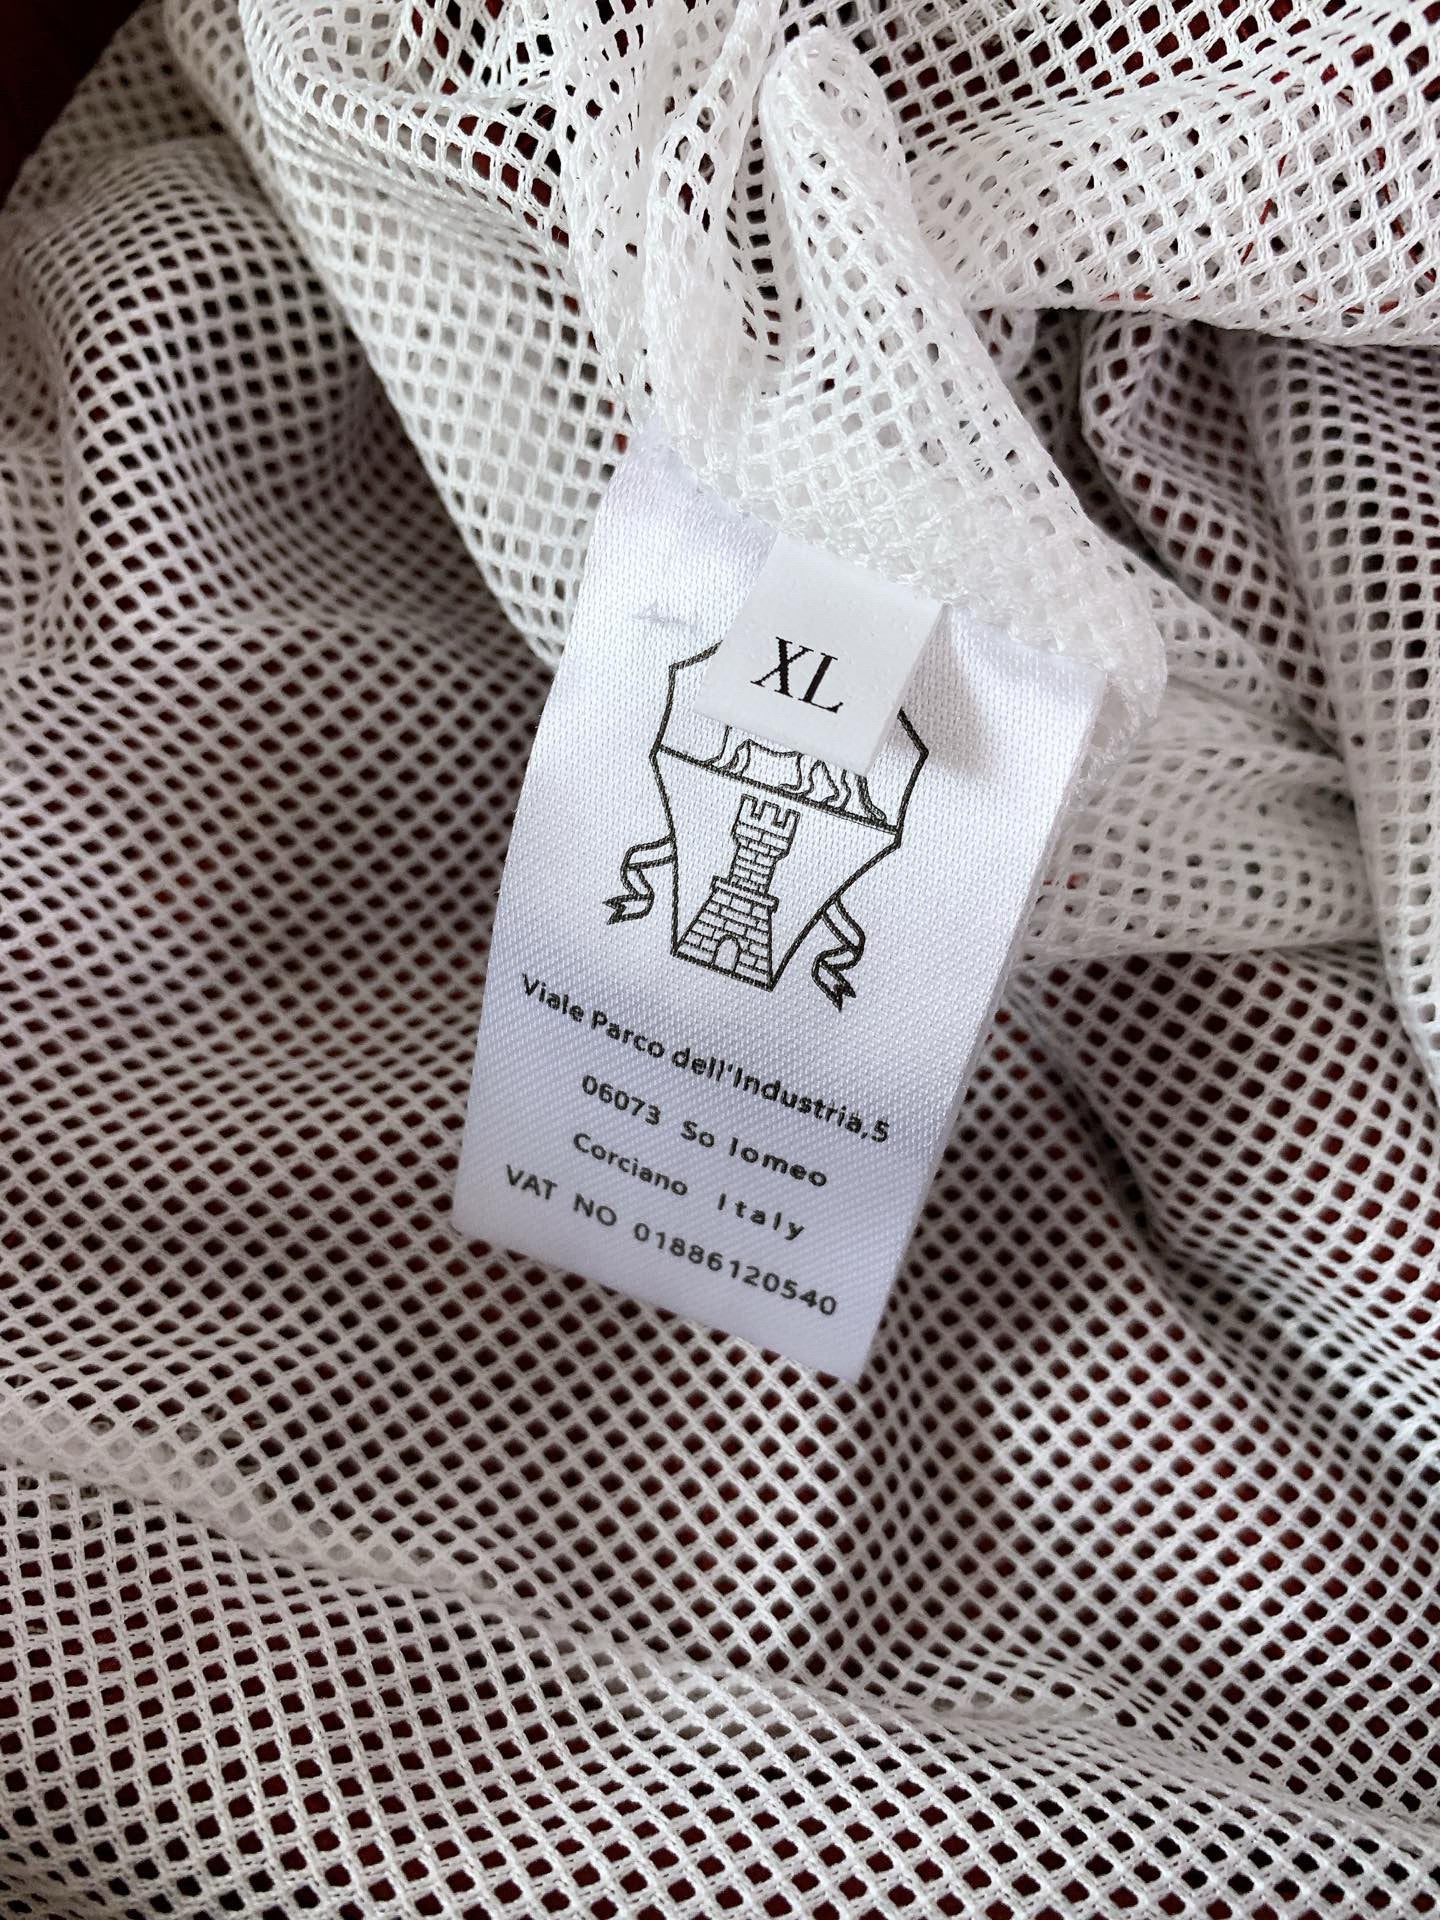 XL
Viale Parco dell'Industria,5
06073 So lomeo
Corciano Italy
VAT NO 01886120540